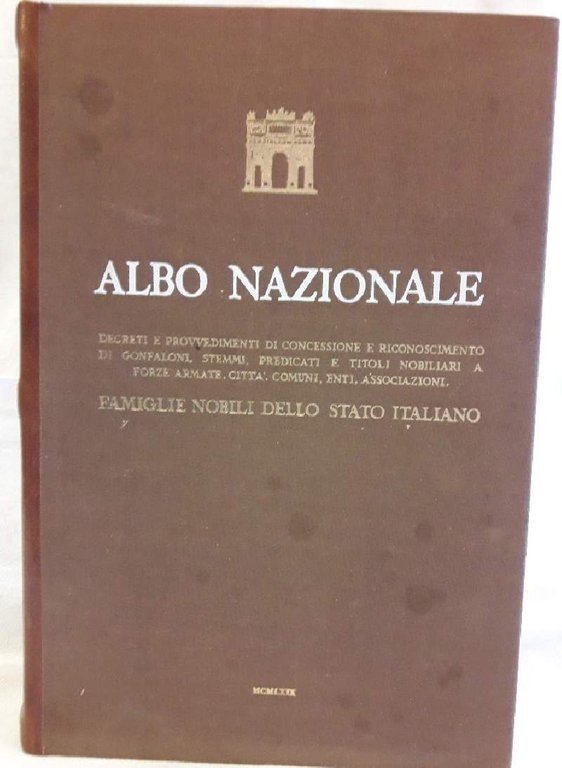 ALBO NAZIONALE
DECRETI E PROVVEDIMENTI DI CONCESSIONE E RICONOSCIMENTO
DI GONFALONI, STEMMI, PREDICATI E TITOLI NOBILIARI A
FORZE ARMATE, CITTA', COMUNI, ENTI, ASSOCIAZIONI,
FAMIGLIE NOBILI DELLO STATO ITALIANO
MCMLXIX